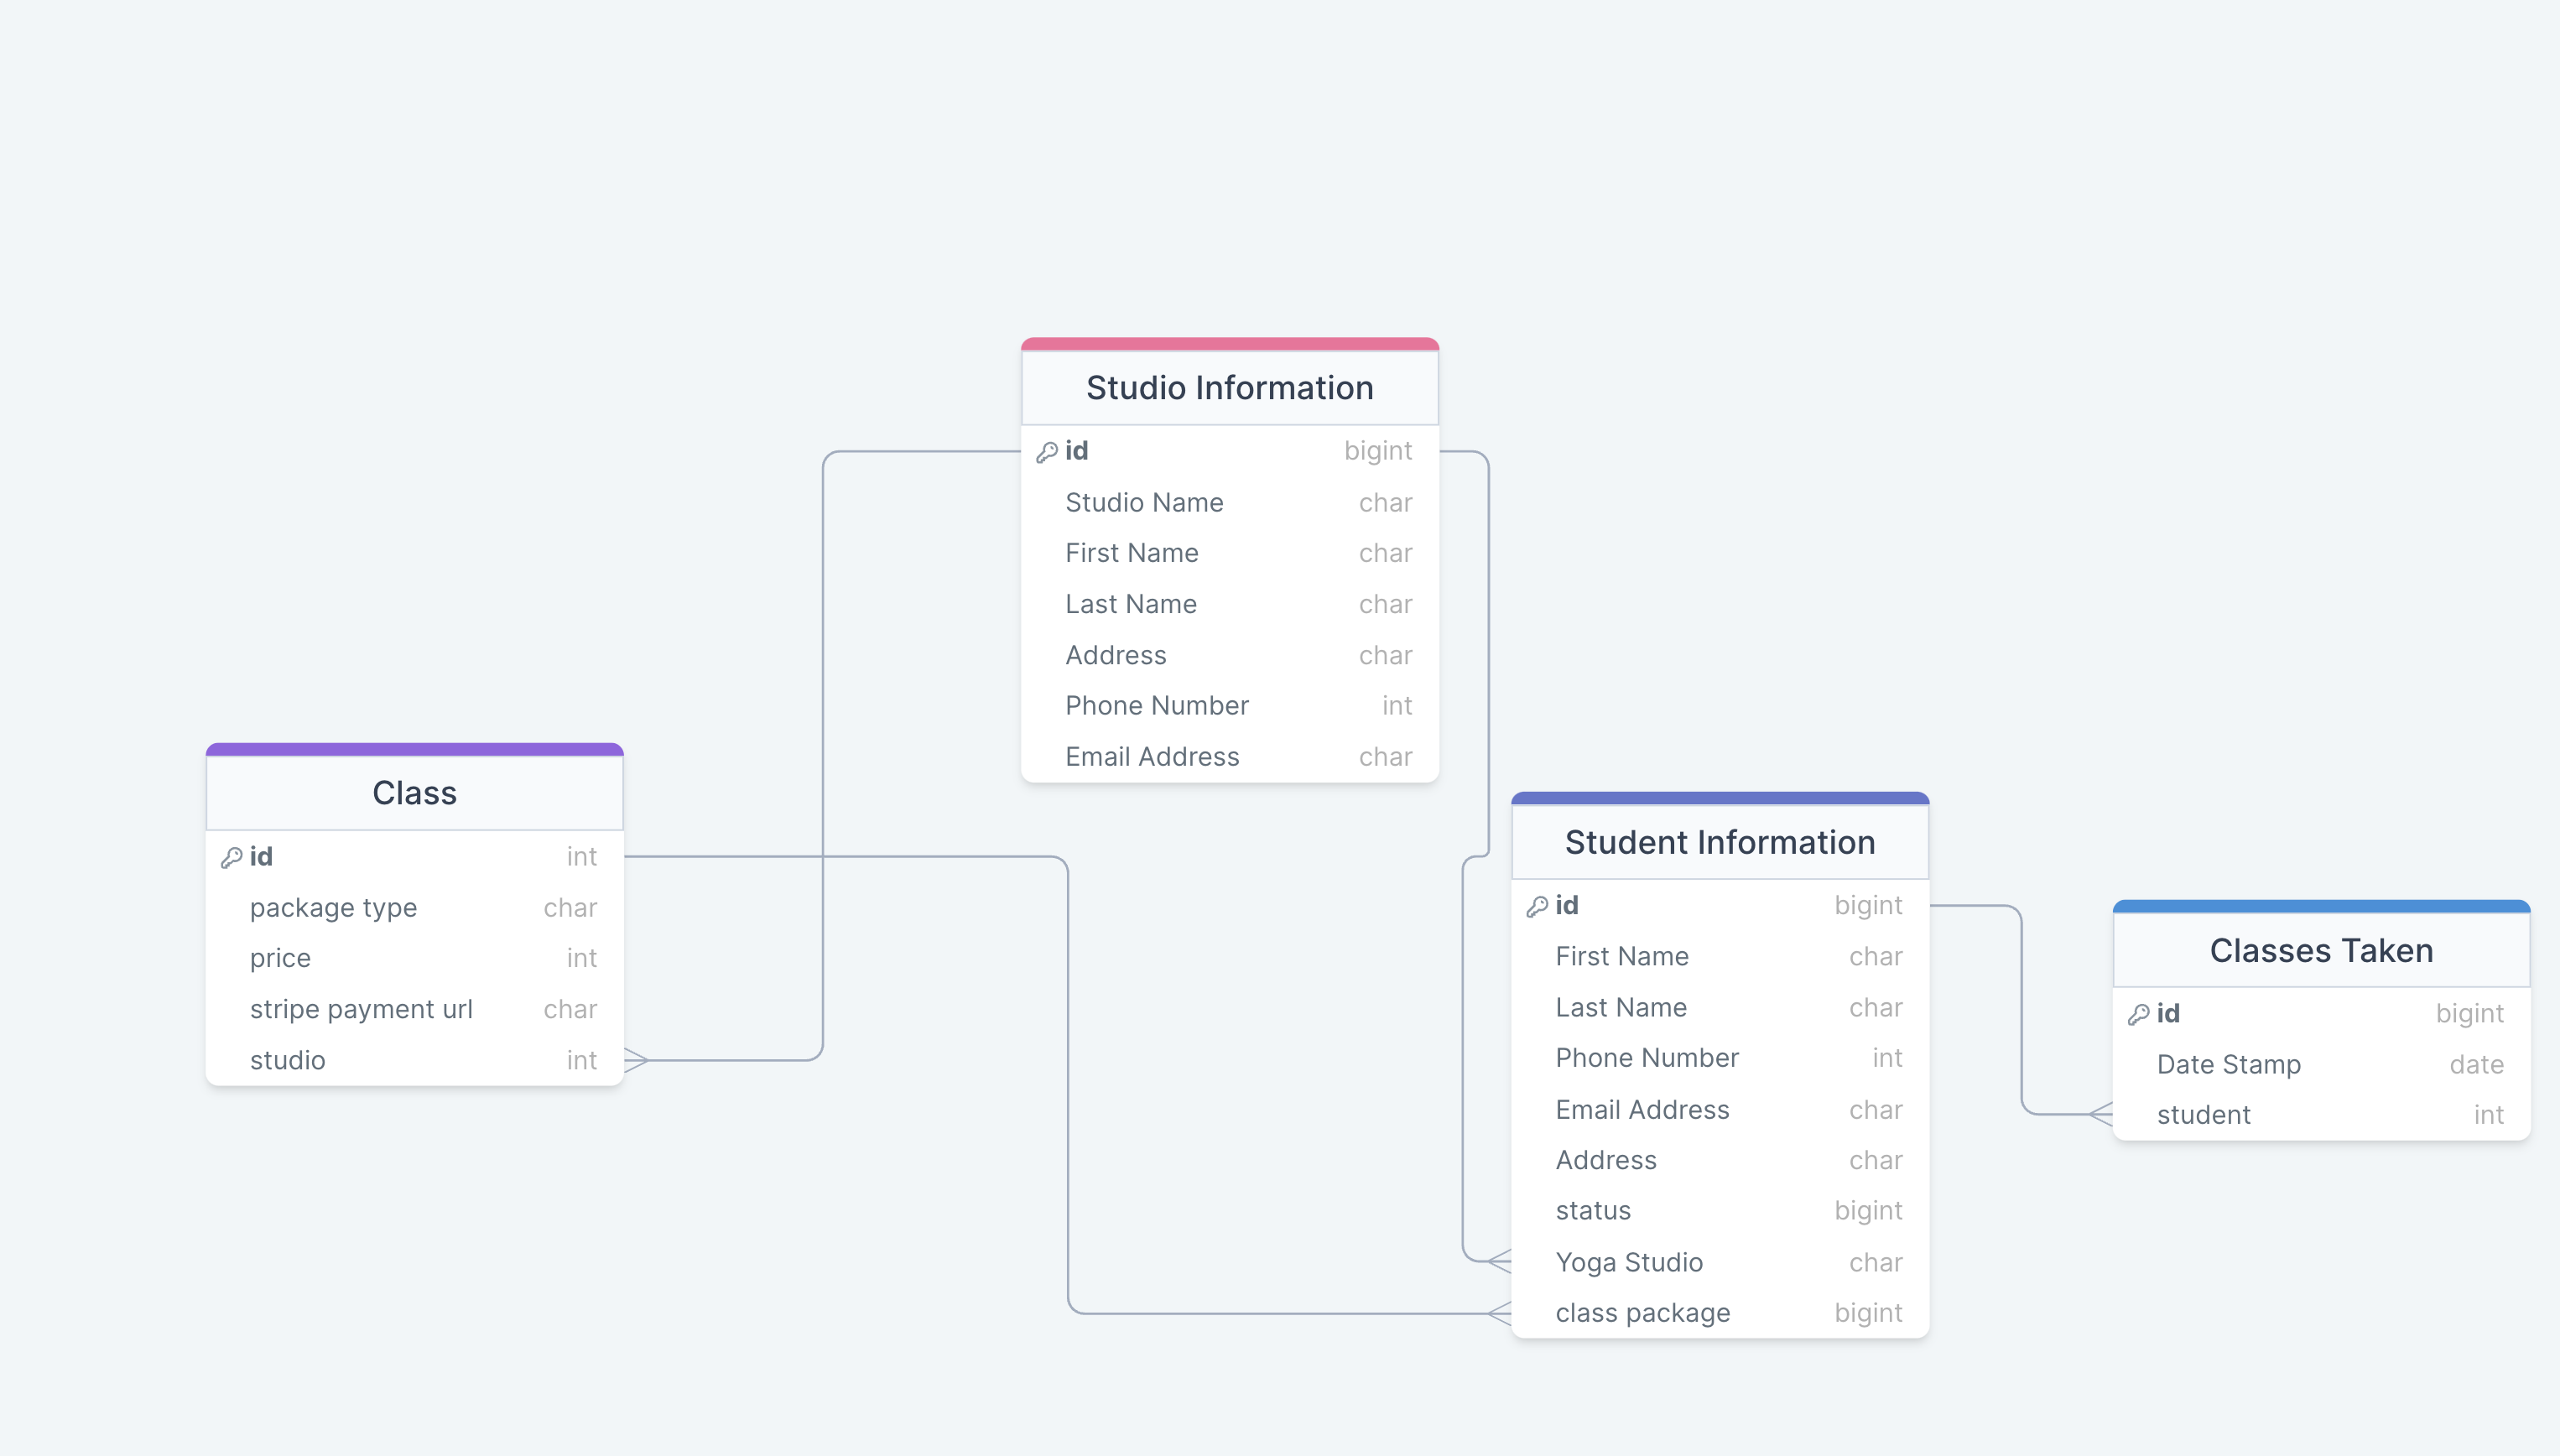 Studio Information
id bigint
Studio Name char
First Name char
Last Name char
Address char
Phone Number int
Email Address char
Class
id int
package type char
price int
stripe payment url char
studio int
Student Information
id bigint
First Name char
Last Name char
Phone Number int
Email Address char
Address char
status bigint
Yoga Studio char
class package bigint
Classes Taken
id bigint
Date Stamp date
student int